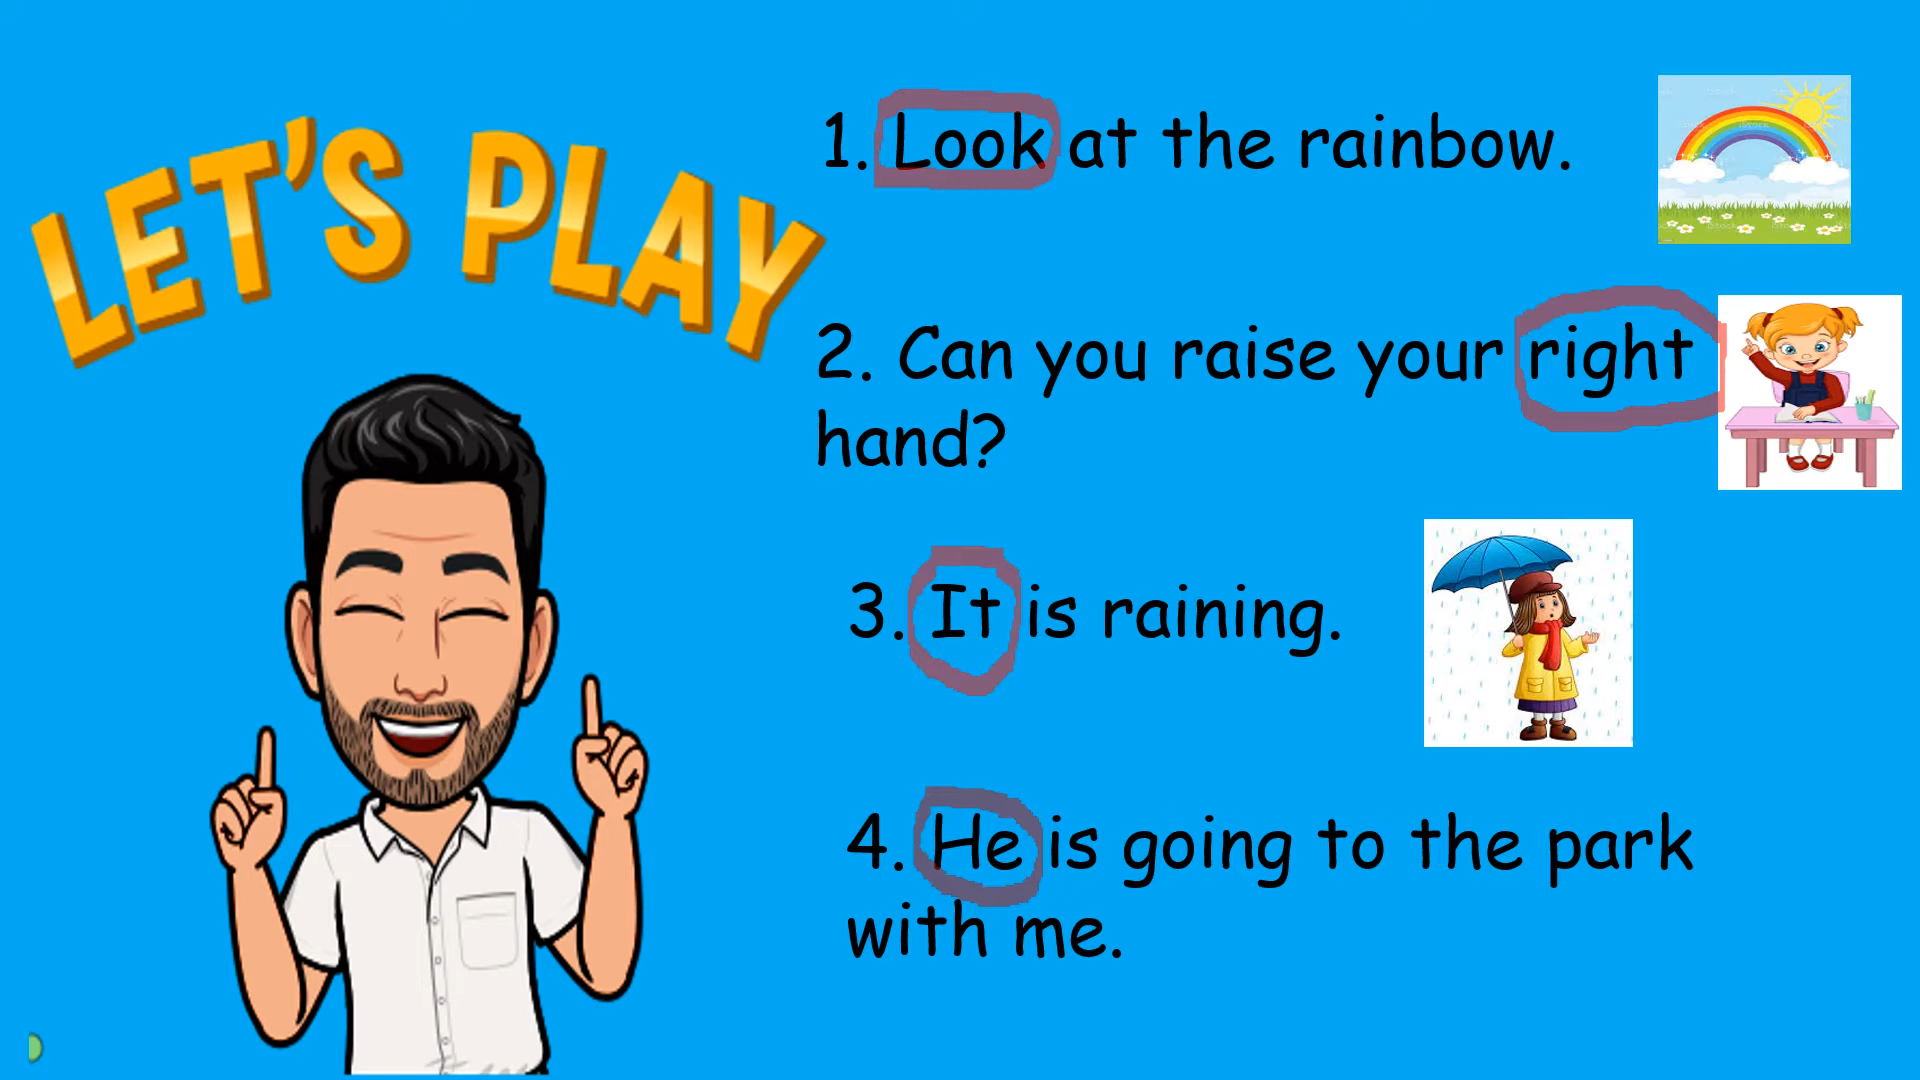 LET'S PLAY
1. Look at the rainbow.
2. Can you raise your right
hand?
3. It is raining.
4. He is going to the park
with me.